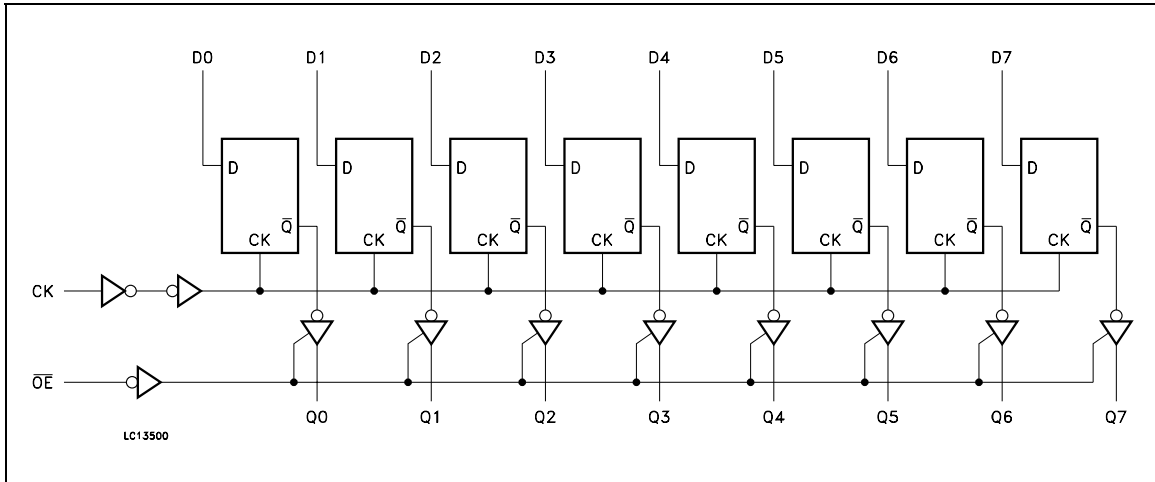 D0 D1 D2 D3 D4 D5 D6 D7
D D D D D D D D
Q̅ Q̅ Q̅ Q̅ Q̅ Q̅ Q̅ Q̅
CK CK CK CK CK CK CK CK
CK
O̅E̅
Q0 Q1 Q2 Q3 Q4 Q5 Q6 Q7
LC13500